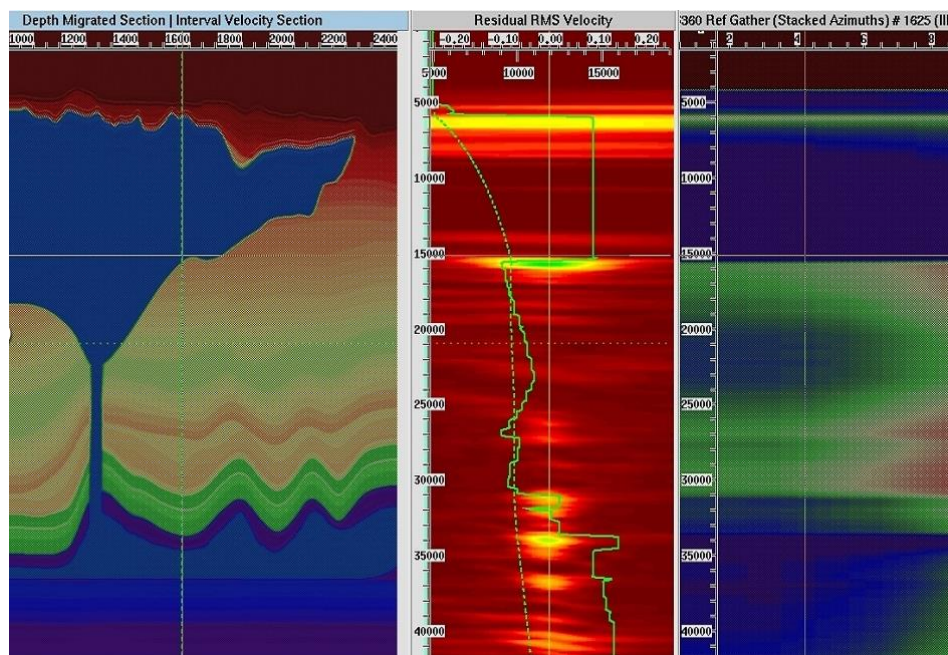 Depth Migrated Section | Interval Velocity Section
1000 1200 1400 1600 1800 2000 2200 2400
Residual RMS Velocity
-0.20 -0.10 0.00 0.10 0.20
5000 10000 15000
5000
10000
15000
20000
25000
30000
35000
40000
360 Ref Gather (Stacked Azimuths) # 1625 (Ill
2 4 6 8
5000
10000
15000
20000
25000
30000
35000
40000